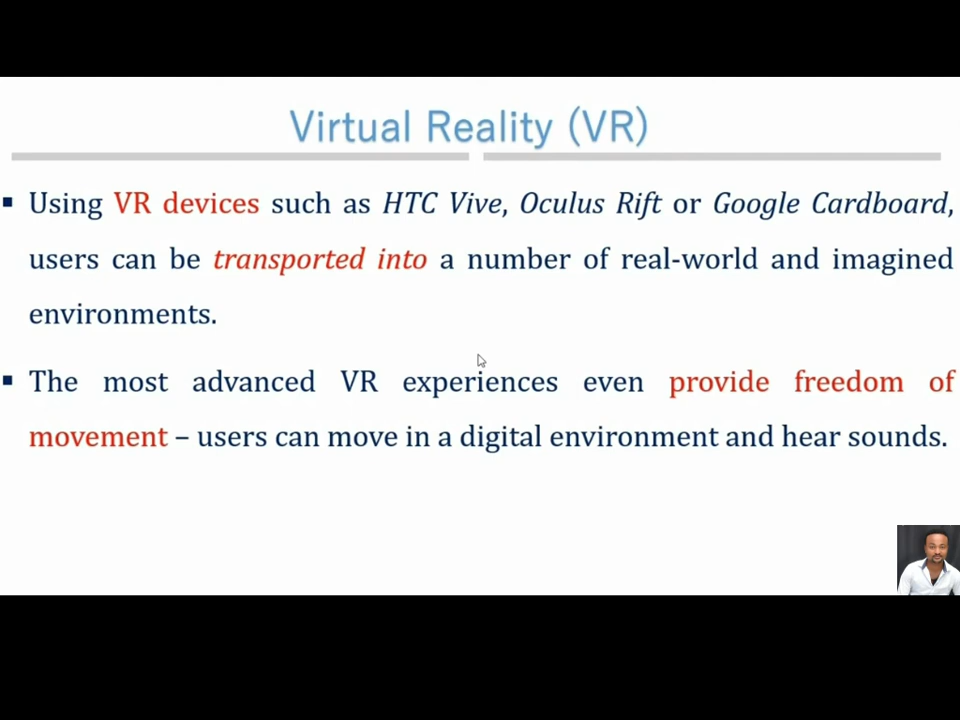 Virtual Reality (VR)
▪ Using VR devices such as HTC Vive, Oculus Rift or Google Cardboard,
users can be transported into a number of real-world and imagined
environments.
▪ The most advanced VR experiences even provide freedom of
movement – users can move in a digital environment and hear sounds.